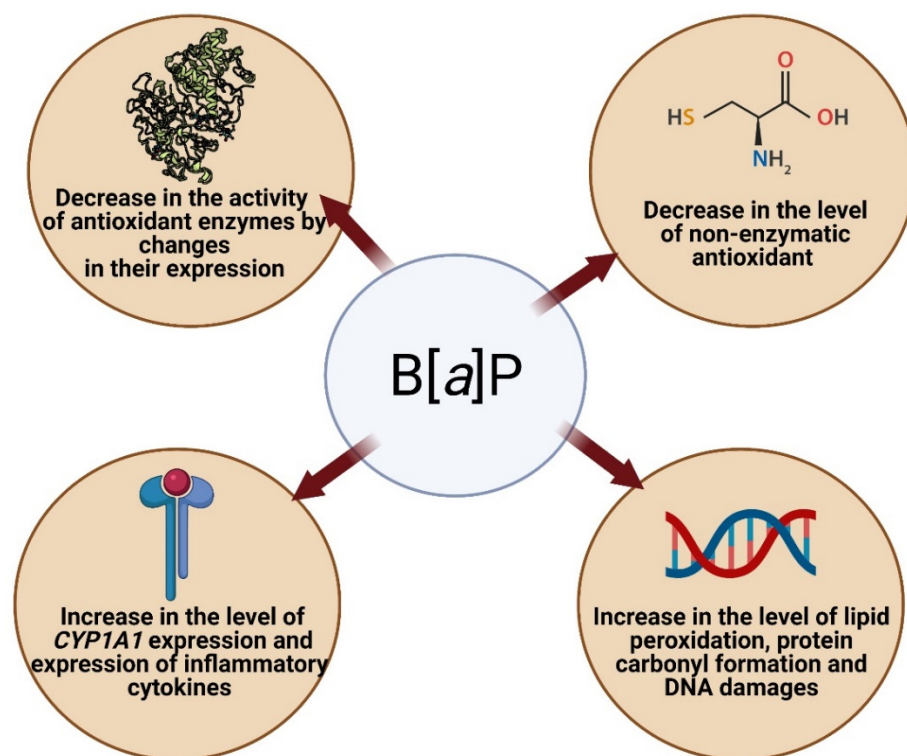 Decrease in the activity
of antioxidant enzymes by
changes
in their expression
O
HS
OH
NH₂
Decrease in the level
of non-enzymatic
antioxidant
B[a]P
Increase in the level of
CYP1A1 expression and
expression of inflammatory
cytokines
Increase in the level of lipid
peroxidation, protein
carbonyl formation and
DNA damages